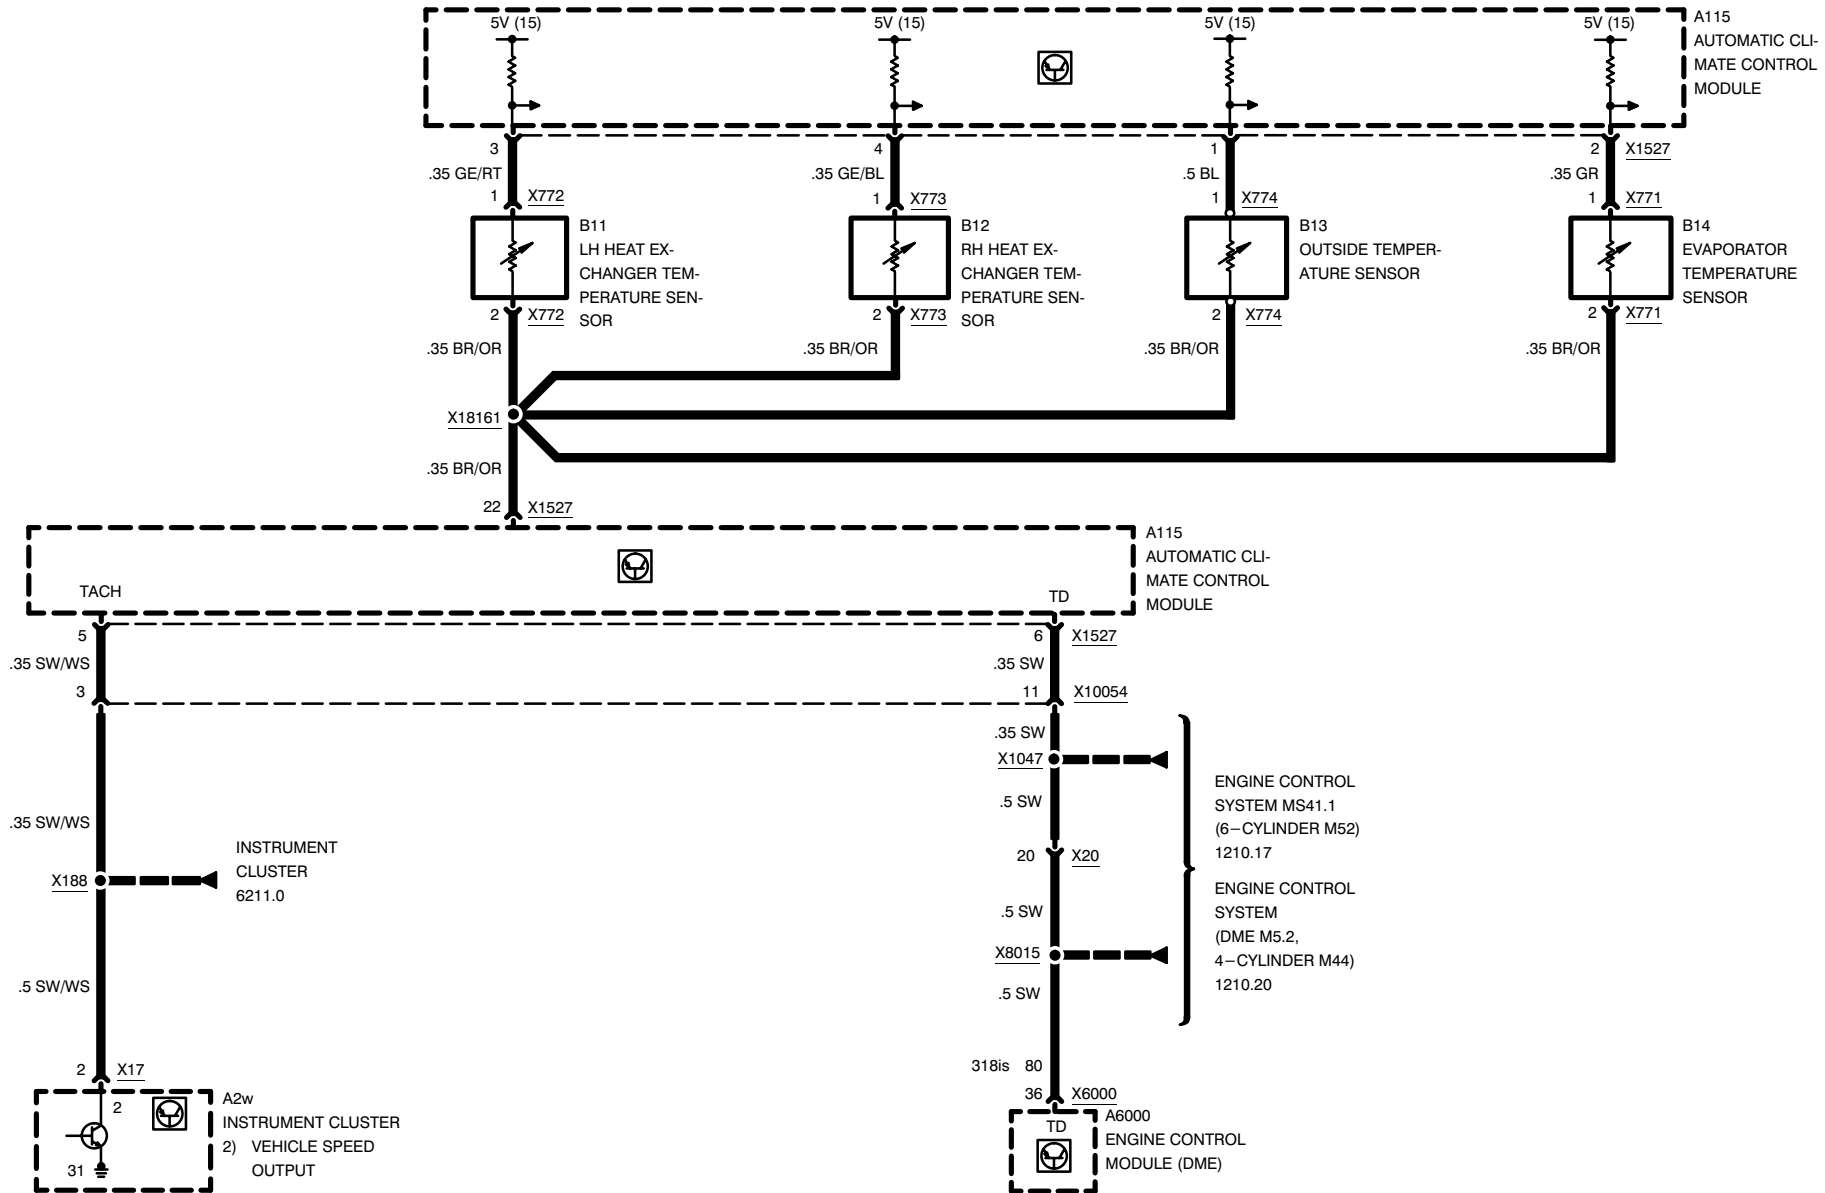 5V (15) 5V (15) 5V (15) 5V (15)
A115
AUTOMATIC CLI-
MATE CONTROL
MODULE
3 4 1 2 X1527
.35 GE/RT .35 GE/BL .5 BL .35 GR
1 X772 1 X773 1 X774 1 X771
B11
LH HEAT EX-
CHANGER TEM-
PERATURE SEN-
SOR
B12
RH HEAT EX-
CHANGER TEM-
PERATURE SEN-
SOR
B13
OUTSIDE TEMPER-
ATURE SENSOR
B14
EVAPORATOR
TEMPERATURE
SENSOR
2 X772 2 X773 2 X774 2 X771
.35 BR/OR .35 BR/OR .35 BR/OR .35 BR/OR
X18161
.35 BR/OR
22 X1527
A115
AUTOMATIC CLI-
MATE CONTROL
MODULE
TACH TD
5 6 X1527
.35 SW/WS .35 SW
3 11 X10054
.35 SW
X1047
.5 SW
20 X20
.5 SW
X8015
.5 SW
318is 80
36 X6000
TD
A6000
ENGINE CONTROL
MODULE (DME)
ENGINE CONTROL
SYSTEM MS41.1
(6−CYLINDER M52)
1210.17
ENGINE CONTROL
SYSTEM
(DME M5.2,
4−CYLINDER M44)
1210.20
.35 SW/WS
INSTRUMENT
CLUSTER
6211.0
X188
.5 SW/WS
2 X17
2
31
A2w
INSTRUMENT CLUSTER
2) VEHICLE SPEED
OUTPUT